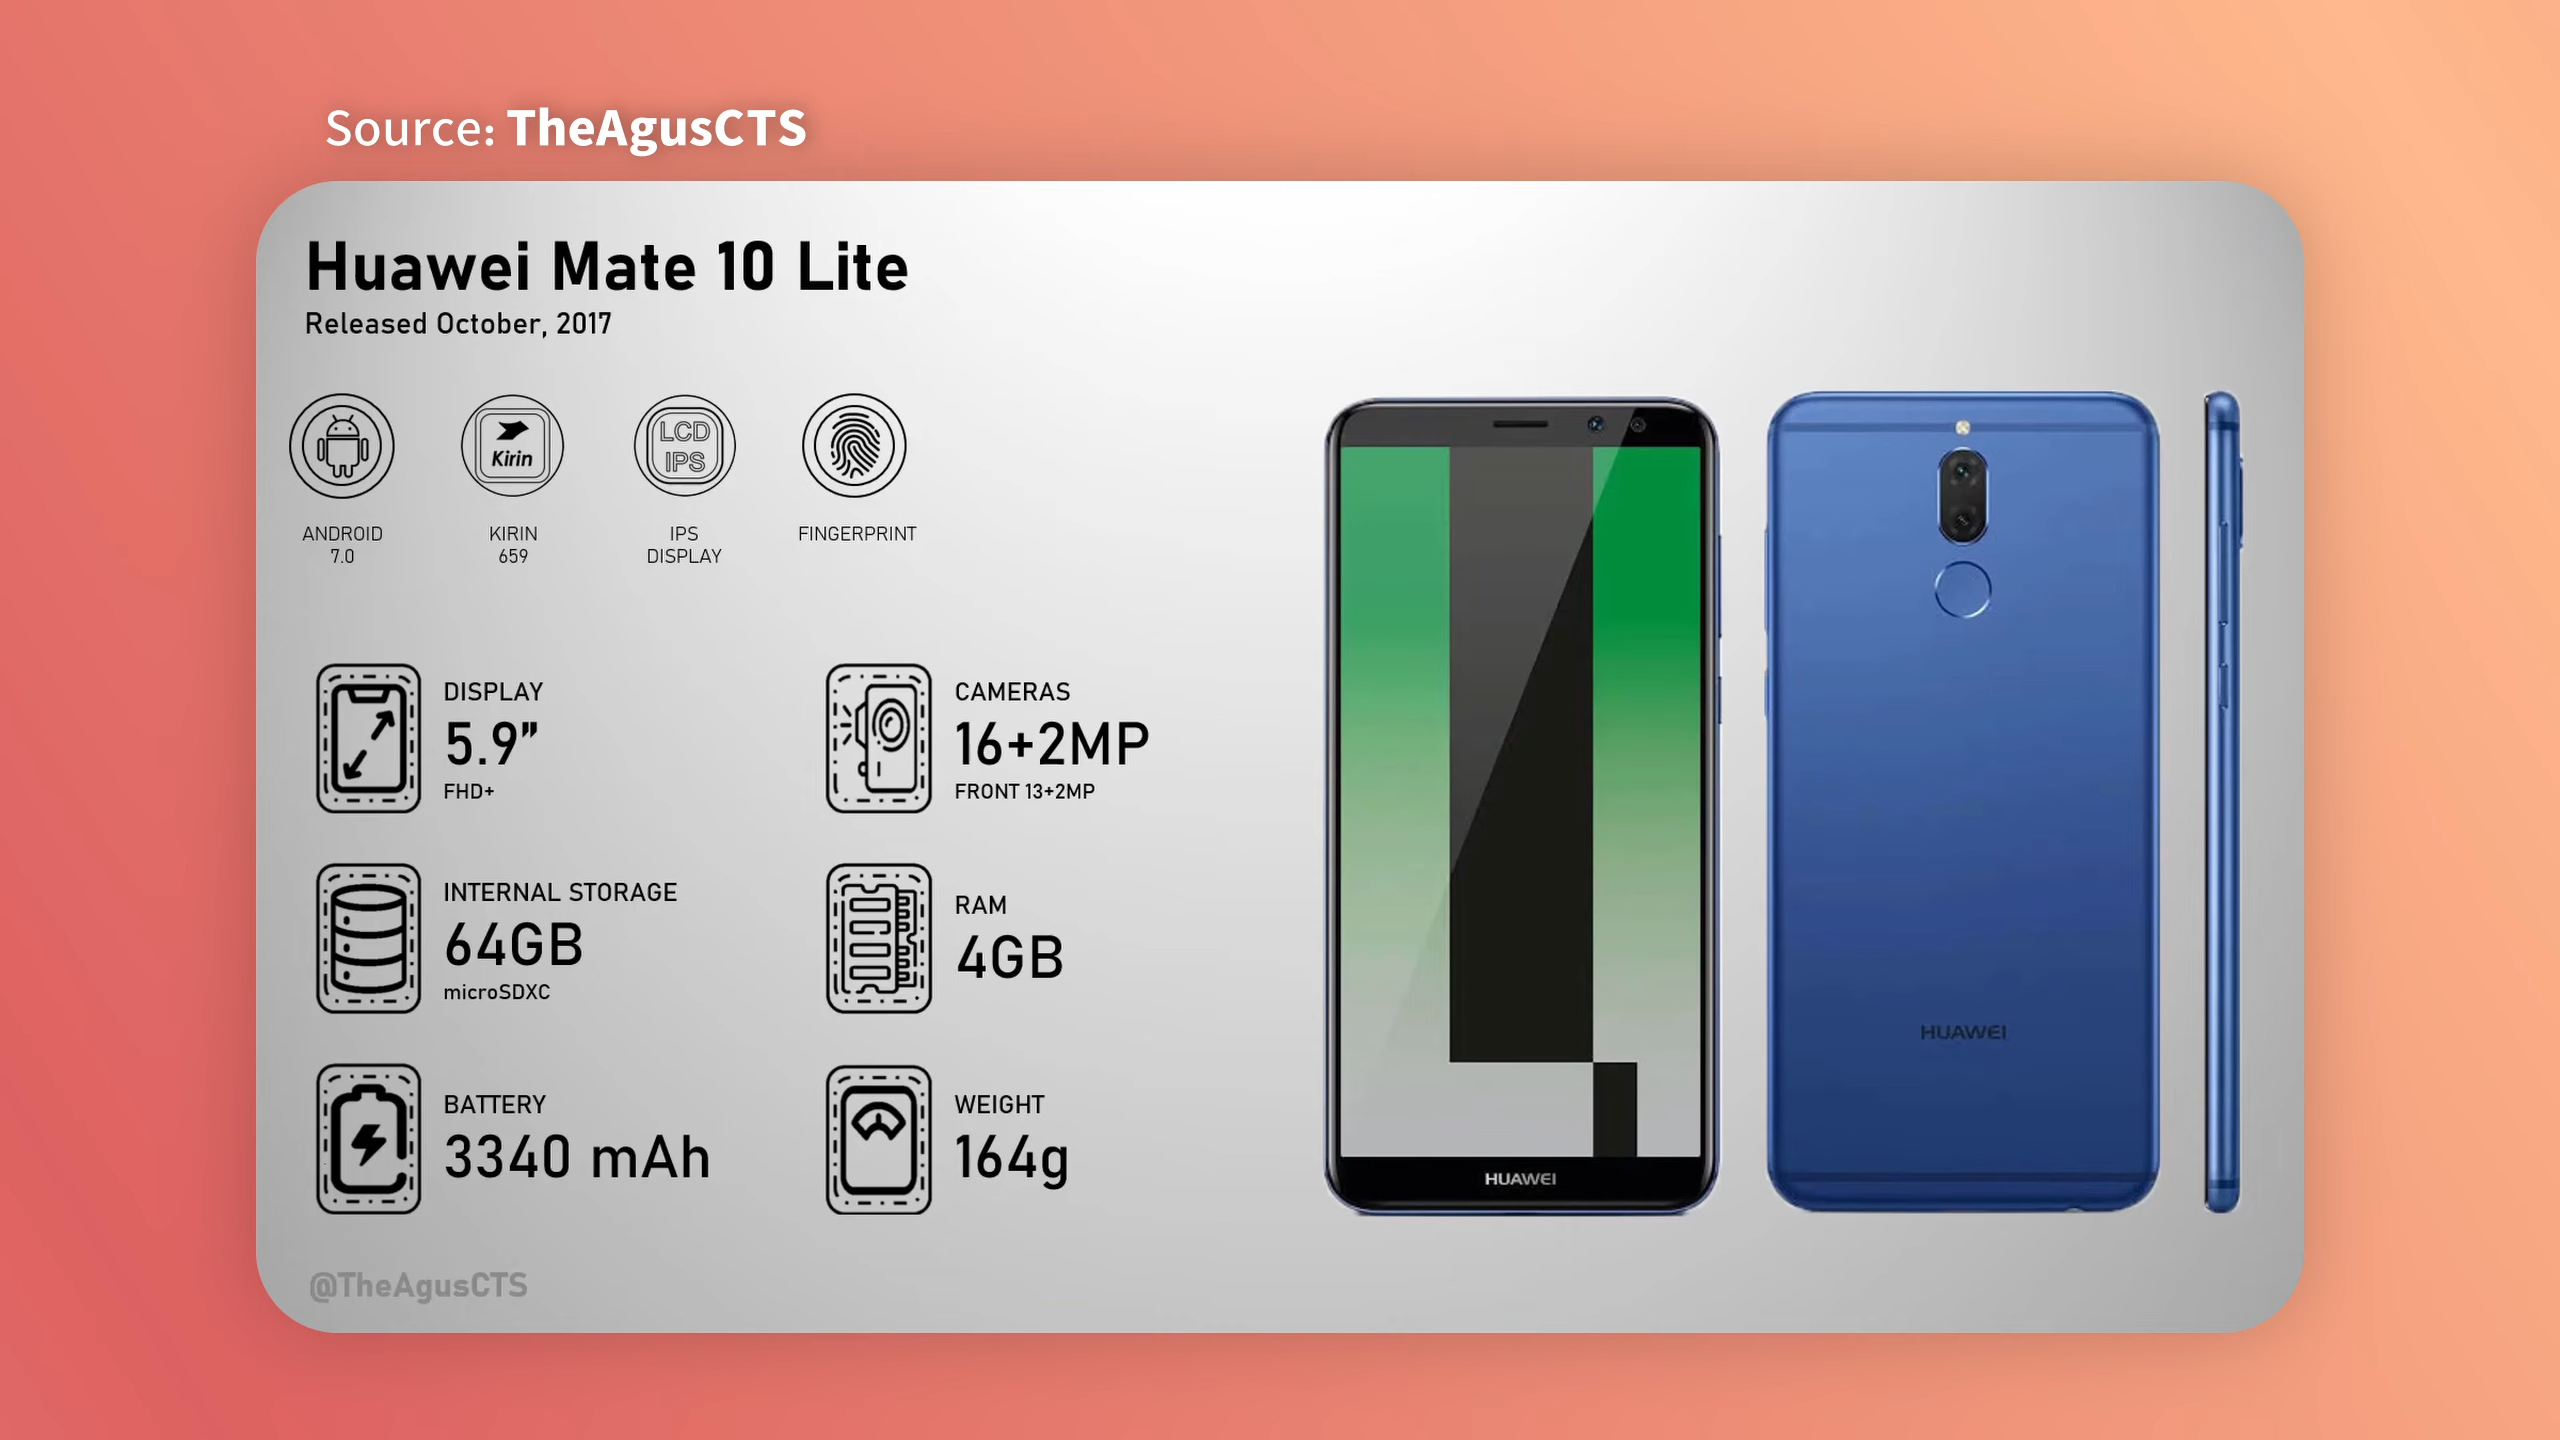 Source: TheAgusCTS
Huawei Mate 10 Lite
Released October, 2017
Kirin
LCD
IPS
ANDROID
7.0
KIRIN
659
IPS
DISPLAY
FINGERPRINT
DISPLAY
5.9"
FHD+
CAMERAS
16+2MP
FRONT 13+2MP
INTERNAL STORAGE
64GB
microSDXC
RAM
4GB
BATTERY
3340 mAh
WEIGHT
164g
HUAWEI
HUAWEI
@TheAgusCTS